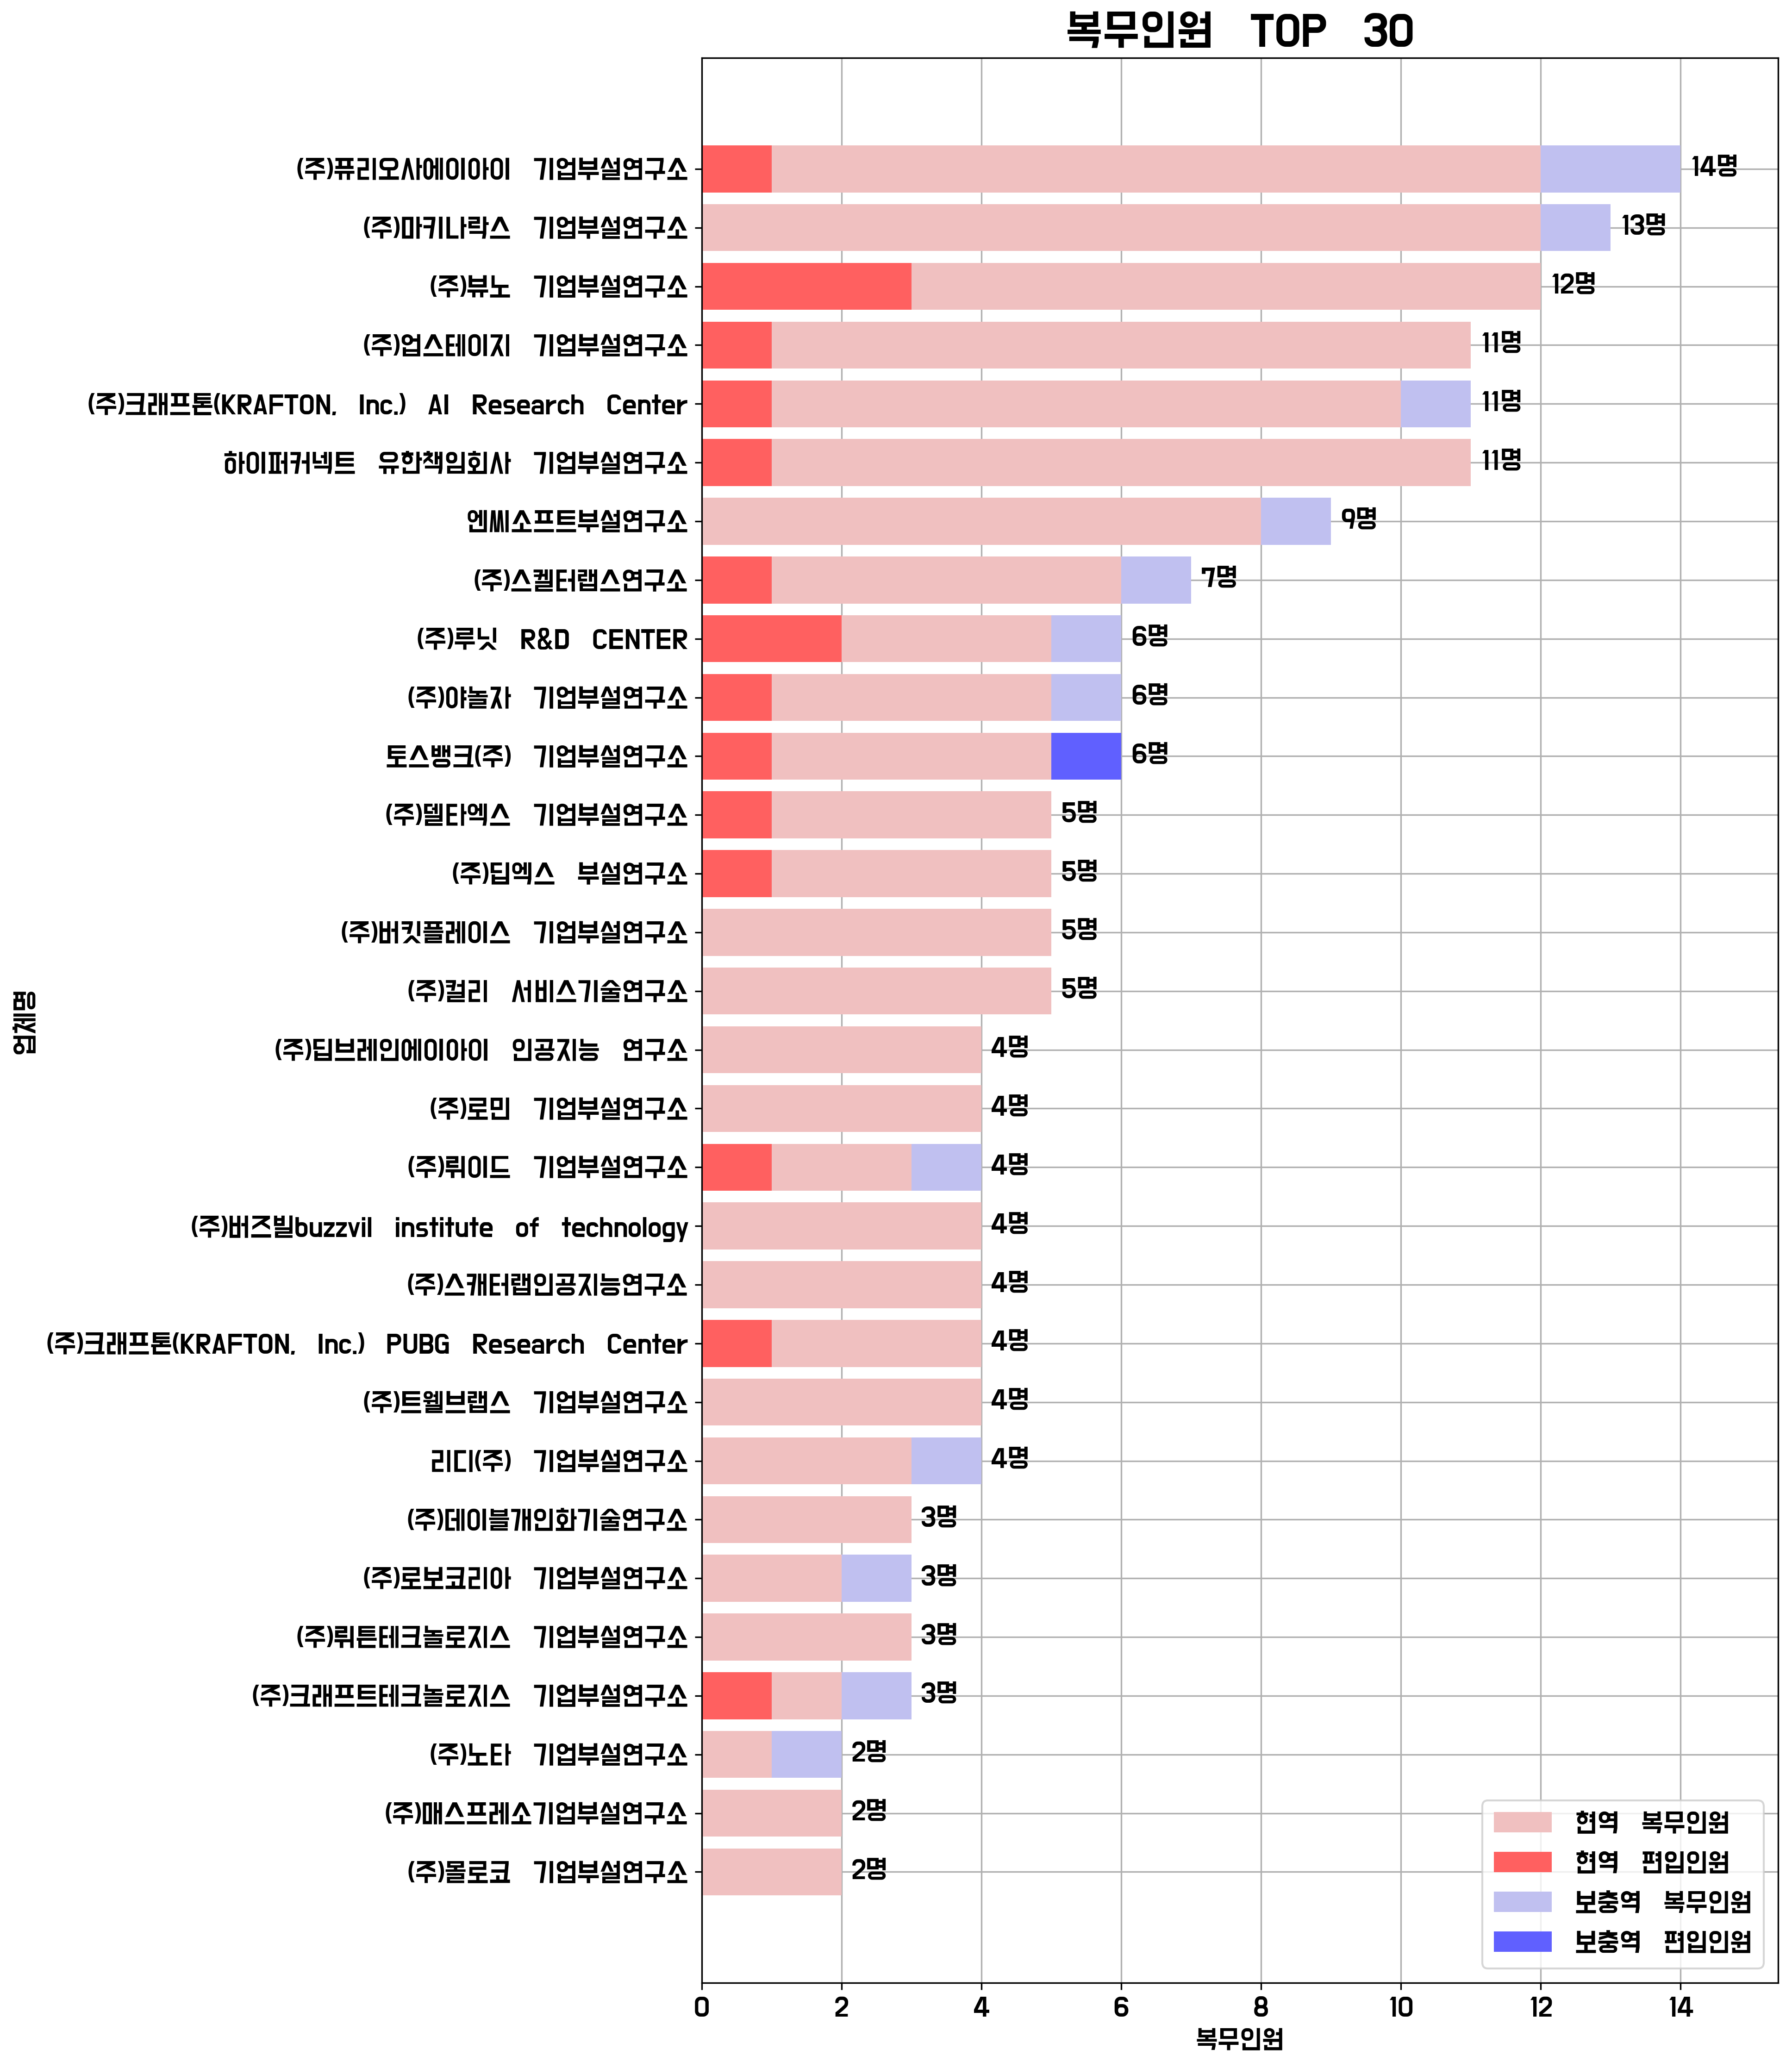 복무인원 TOP 30
(주)퓨리오사에이아이 기업부설연구소 14명
(주)마키나락스 기업부설연구소 13명
(주)뷰노 기업부설연구소 12명
(주)업스테이지 기업부설연구소 11명
(주)크래프톤(KRAFTON, Inc.) AI Research Center 11명
하이퍼커넥트 유한책임회사 기업부설연구소 11명
엔씨소프트부설연구소 9명
(주)스켈터랩스연구소 7명
(주)루닛 R&D CENTER 6명
(주)야놀자 기업부설연구소 6명
토스뱅크(주) 기업부설연구소 6명
(주)델타엑스 기업부설연구소 5명
(주)딥엑스 부설연구소 5명
(주)버킷플레이스 기업부설연구소 5명
(주)컬리 서비스기술연구소 5명
(주)딥브레인에이아이 인공지능 연구소 4명
(주)로민 기업부설연구소 4명
(주)뤼이드 기업부설연구소 4명
(주)버즈빌buzzvil institute of technology 4명
(주)스캐터랩인공지능연구소 4명
(주)크래프톤(KRAFTON, Inc.) PUBG Research Center 4명
(주)트웰브랩스 기업부설연구소 4명
리디(주) 기업부설연구소 4명
(주)데이블개인화기술연구소 3명
(주)로보코리아 기업부설연구소 3명
(주)뤼튼테크놀로지스 기업부설연구소 3명
(주)크래프트테크놀로지스 기업부설연구소 3명
(주)노타 기업부설연구소 2명
(주)매스프레소기업부설연구소 2명
(주)몰로코 기업부설연구소 2명
업체명
현역 복무인원
현역 편입인원
보충역 복무인원
보충역 편입인원
0 2 4 6 8 10 12 14
복무인원